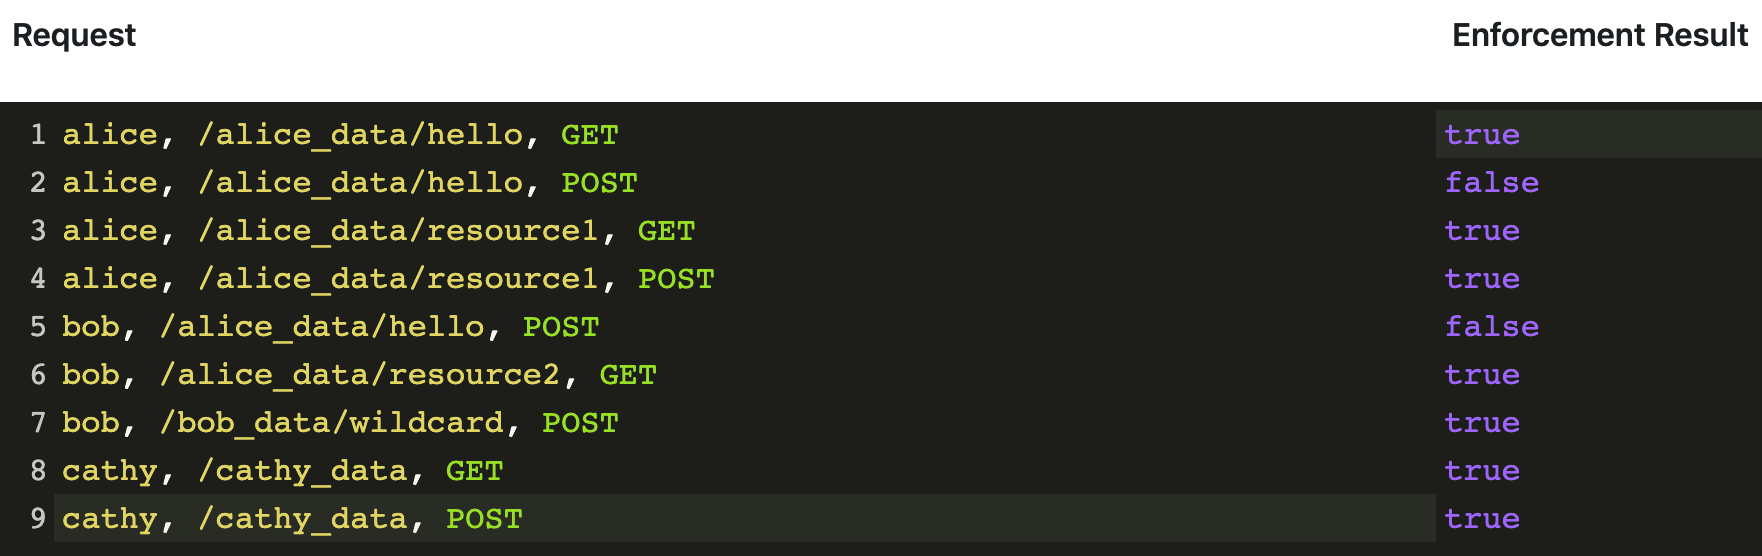 Request Enforcement Result
1 alice, /alice_data/hello, GET true
2 alice, /alice_data/hello, POST false
3 alice, /alice_data/resource1, GET true
4 alice, /alice_data/resource1, POST true
5 bob, /alice_data/hello, POST false
6 bob, /alice_data/resource2, GET true
7 bob, /bob_data/wildcard, POST true
8 cathy, /cathy_data, GET true
9 cathy, /cathy_data, POST true